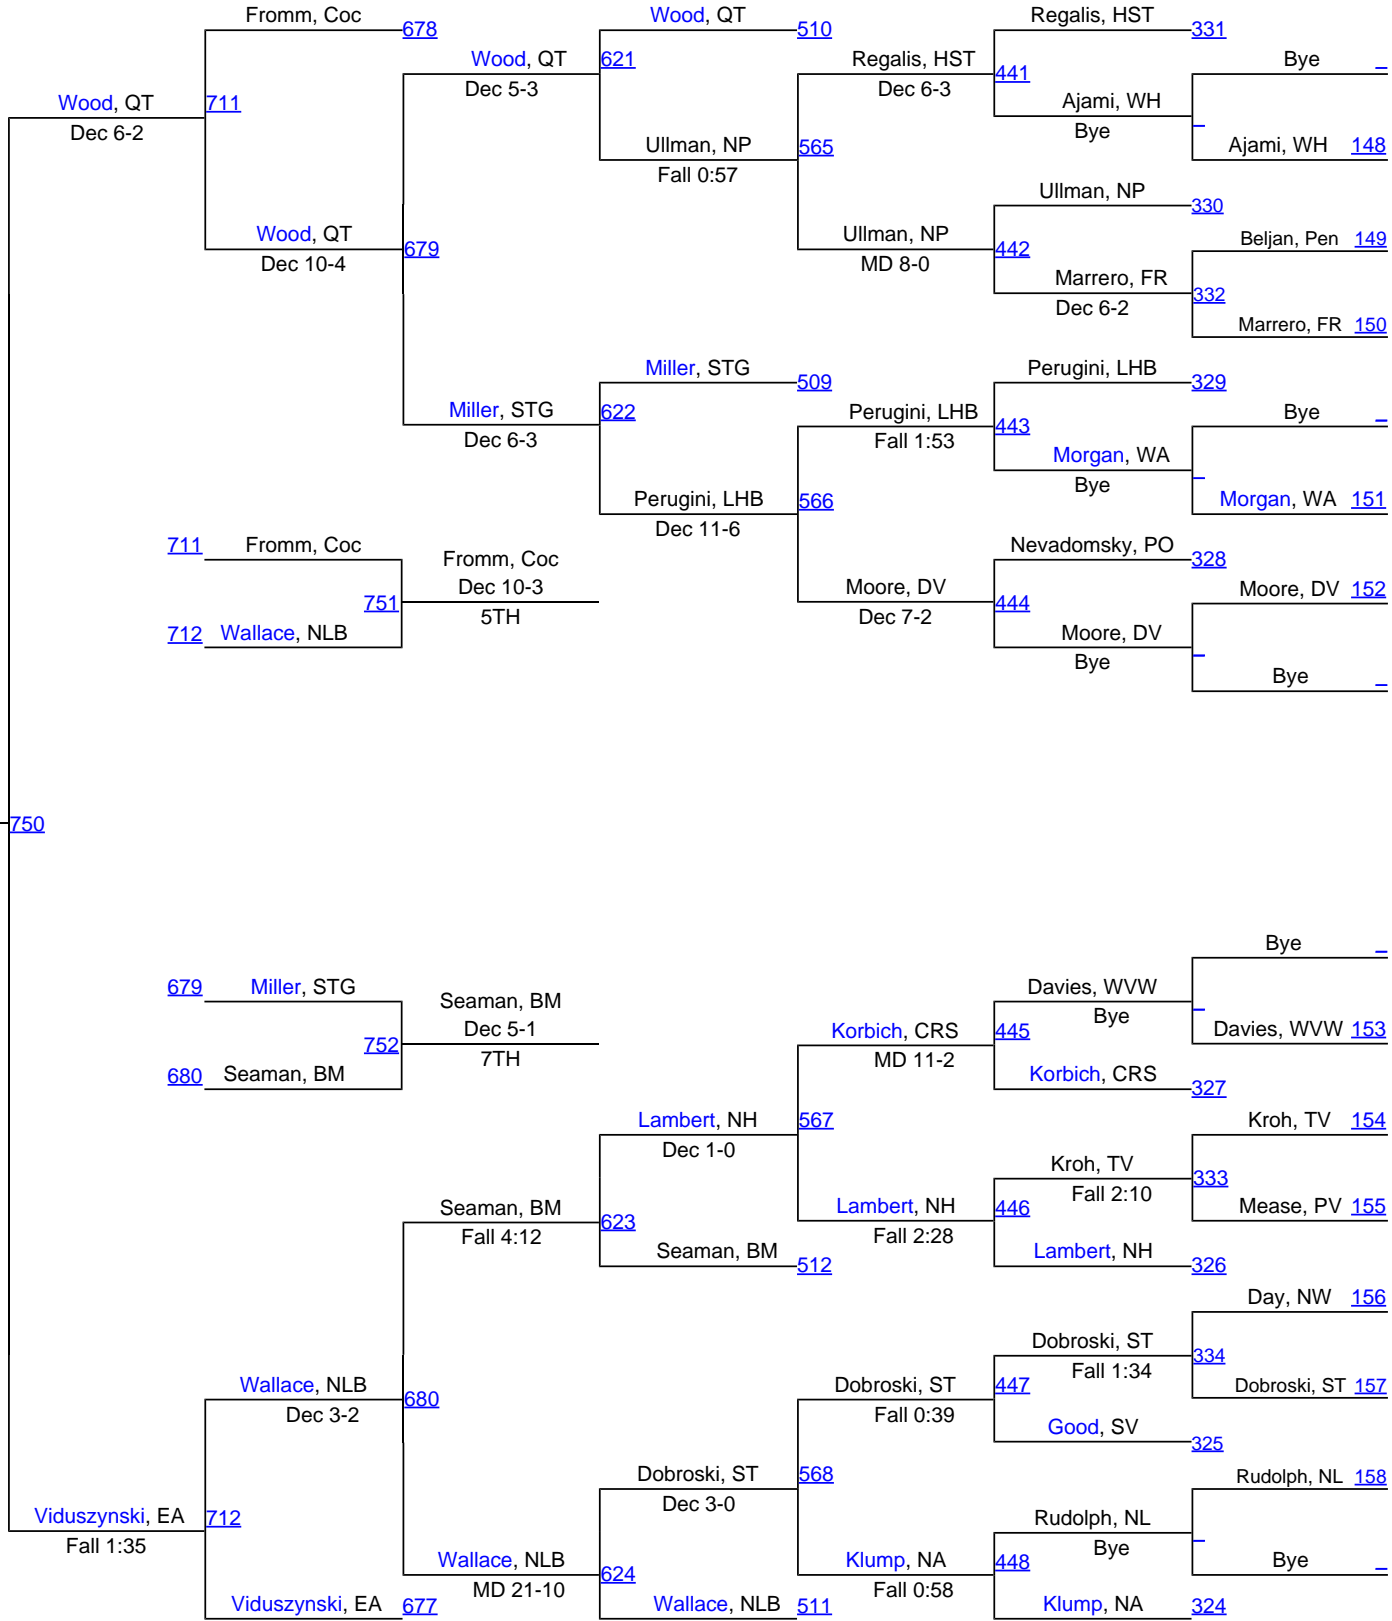 Fromm, Coc 678
Wood, QT 510
Regalis, HST 331
Wood, QT 621
Dec 5-3
Regalis, HST 441
Dec 6-3
Bye _
Wood, QT 711
Dec 6-2
Ajami, WH _
Bye
Ullman, NP 565
Fall 0:57
Ajami, WH 148
Ullman, NP 330
Wood, QT 679
Dec 10-4
Ullman, NP 442
MD 8-0
Beljan, Pen 149
Marrero, FR 332
Dec 6-2
Marrero, FR 150
Miller, STG 509
Perugini, LHB 329
Miller, STG 622
Dec 6-3
Perugini, LHB 443
Fall 1:53
Bye _
Morgan, WA _
Bye
Perugini, LHB 566
Dec 11-6
Morgan, WA 151
711 Fromm, Coc
Nevadomsky, PO 328
Fromm, Coc
751 Dec 10-3
5TH
Moore, DV 444
Dec 7-2
Moore, DV 152
712 Wallace, NLB
Moore, DV _
Bye
Bye _
750
Bye _
679 Miller, STG
Davies, WVW _
Bye
Seaman, BM
752 Dec 5-1
7TH
Korbich, CRS 445
MD 11-2
Davies, WVW 153
680 Seaman, BM
Korbich, CRS 327
Lambert, NH 567
Dec 1-0
Kroh, TV 154
Kroh, TV 333
Fall 2:10
Seaman, BM 623
Fall 4:12
Lambert, NH 446
Fall 2:28
Mease, PV 155
Seaman, BM 512
Lambert, NH 326
Day, NW 156
Dobroski, ST 334
Fall 1:34
Wallace, NLB 680
Dec 3-2
Dobroski, ST 447
Fall 0:39
Dobroski, ST 157
Good, SV 325
Dobroski, ST 568
Dec 3-0
Rudolph, NL 158
Viduszynski, EA 712
Fall 1:35
Rudolph, NL _
Bye
Wallace, NLB 624
MD 21-10
Klump, NA 448
Fall 0:58
Bye _
Viduszynski, EA 677
Wallace, NLB 511
Klump, NA 324